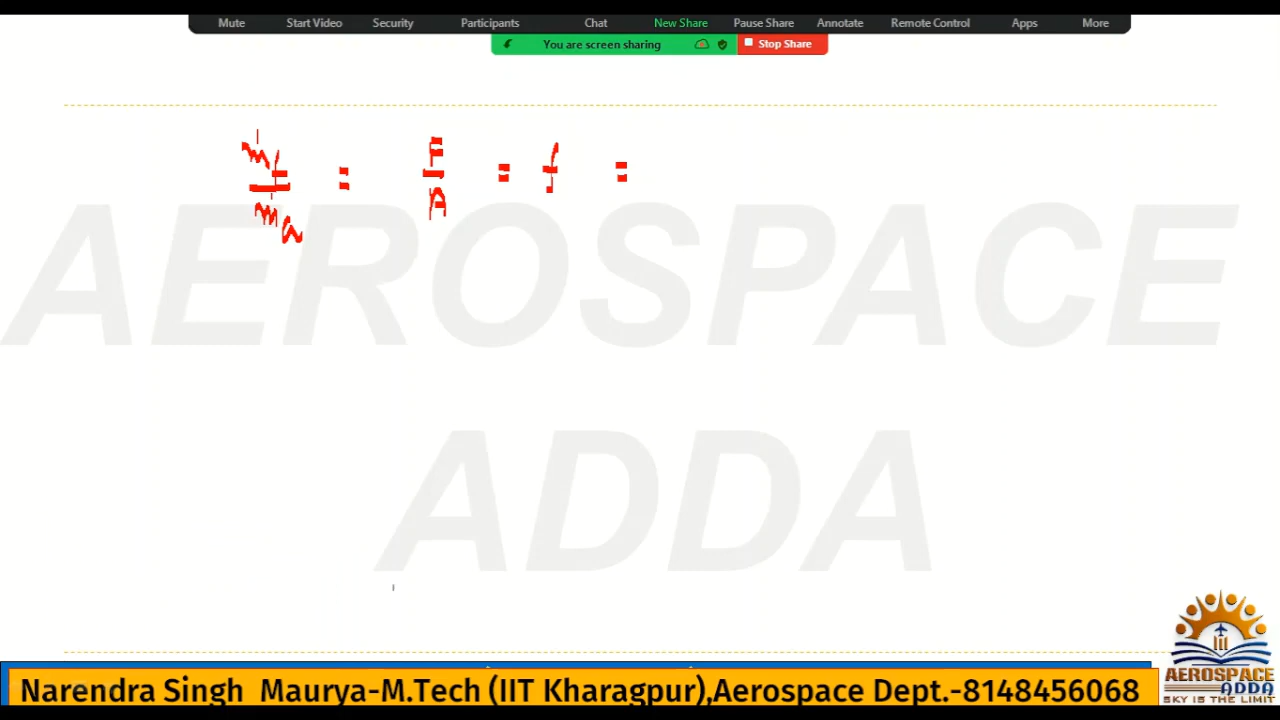 Mute Start Video Security Participants Chat New Share Pause Share Annotate Remote Control Apps More
You are screen sharing Stop Share
ṁf / ṁa = F / A = f =
AEROSPACE
ADDA
AEROSPACE
ADDA
SKY IS THE LIMIT
Narendra Singh Maurya-M.Tech (IIT Kharagpur),Aerospace Dept.-8148456068